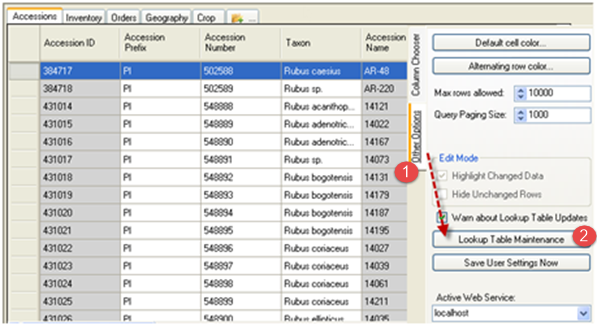 Accessions Inventory Orders Geography Crop ...
Accession ID Accession Prefix Accession Number Taxon Accession Name
384717 PI 502588 Rubus caesius AR-48
384718 PI 502589 Rubus sp. AR-220
431014 PI 548888 Rubus acanthop... 14121
431015 PI 548889 Rubus adenotric... 14022
431016 PI 548890 Rubus adenotric... 14167
431017 PI 548891 Rubus sp. 14073
431018 PI 548892 Rubus bogotensis 14131
431019 PI 548893 Rubus bogotensis 14179
431020 PI 548894 Rubus bogotensis 14187
431021 PI 548895 Rubus bogotensis 14195
431022 PI 548896 Rubus coriaceus 14027
431023 PI 548897 Rubus coriaceus 14039
431024 PI 548898 Rubus coriaceus 14061
431025 PI 548899 Rubus coriaceus 14211
431026 PI 548900 Rubus ellipticus 14035
Column Chooser
Other Options
1
Default cell color...
Alternating row color...
Max rows allowed: 10000
Query Paging Size: 1000
Edit Mode
Highlight Changed Data
Hide Unchanged Rows
Warn about Lookup Table Updates
Lookup Table Maintenance 2
Save User Settings Now
Active Web Service:
localhost